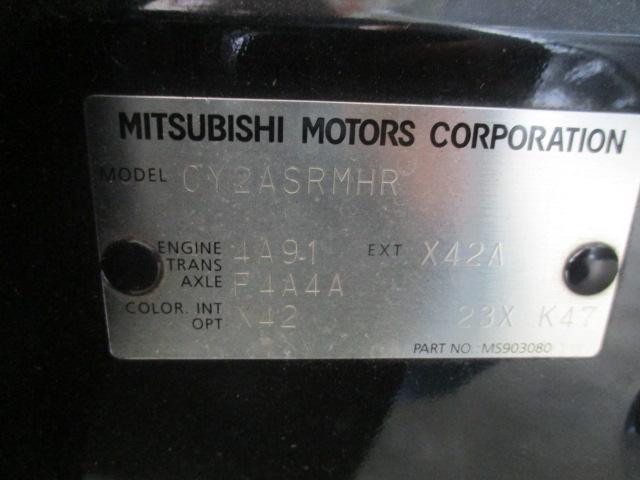 MITSUBISHI MOTORS CORPORATION
MODEL CY2ASRMHR
ENGINE 4A91 EXT X42A
TRANS
AXLE F4A4A
COLOR. INT X42 23X K47
OPT
PART NO. MS903080